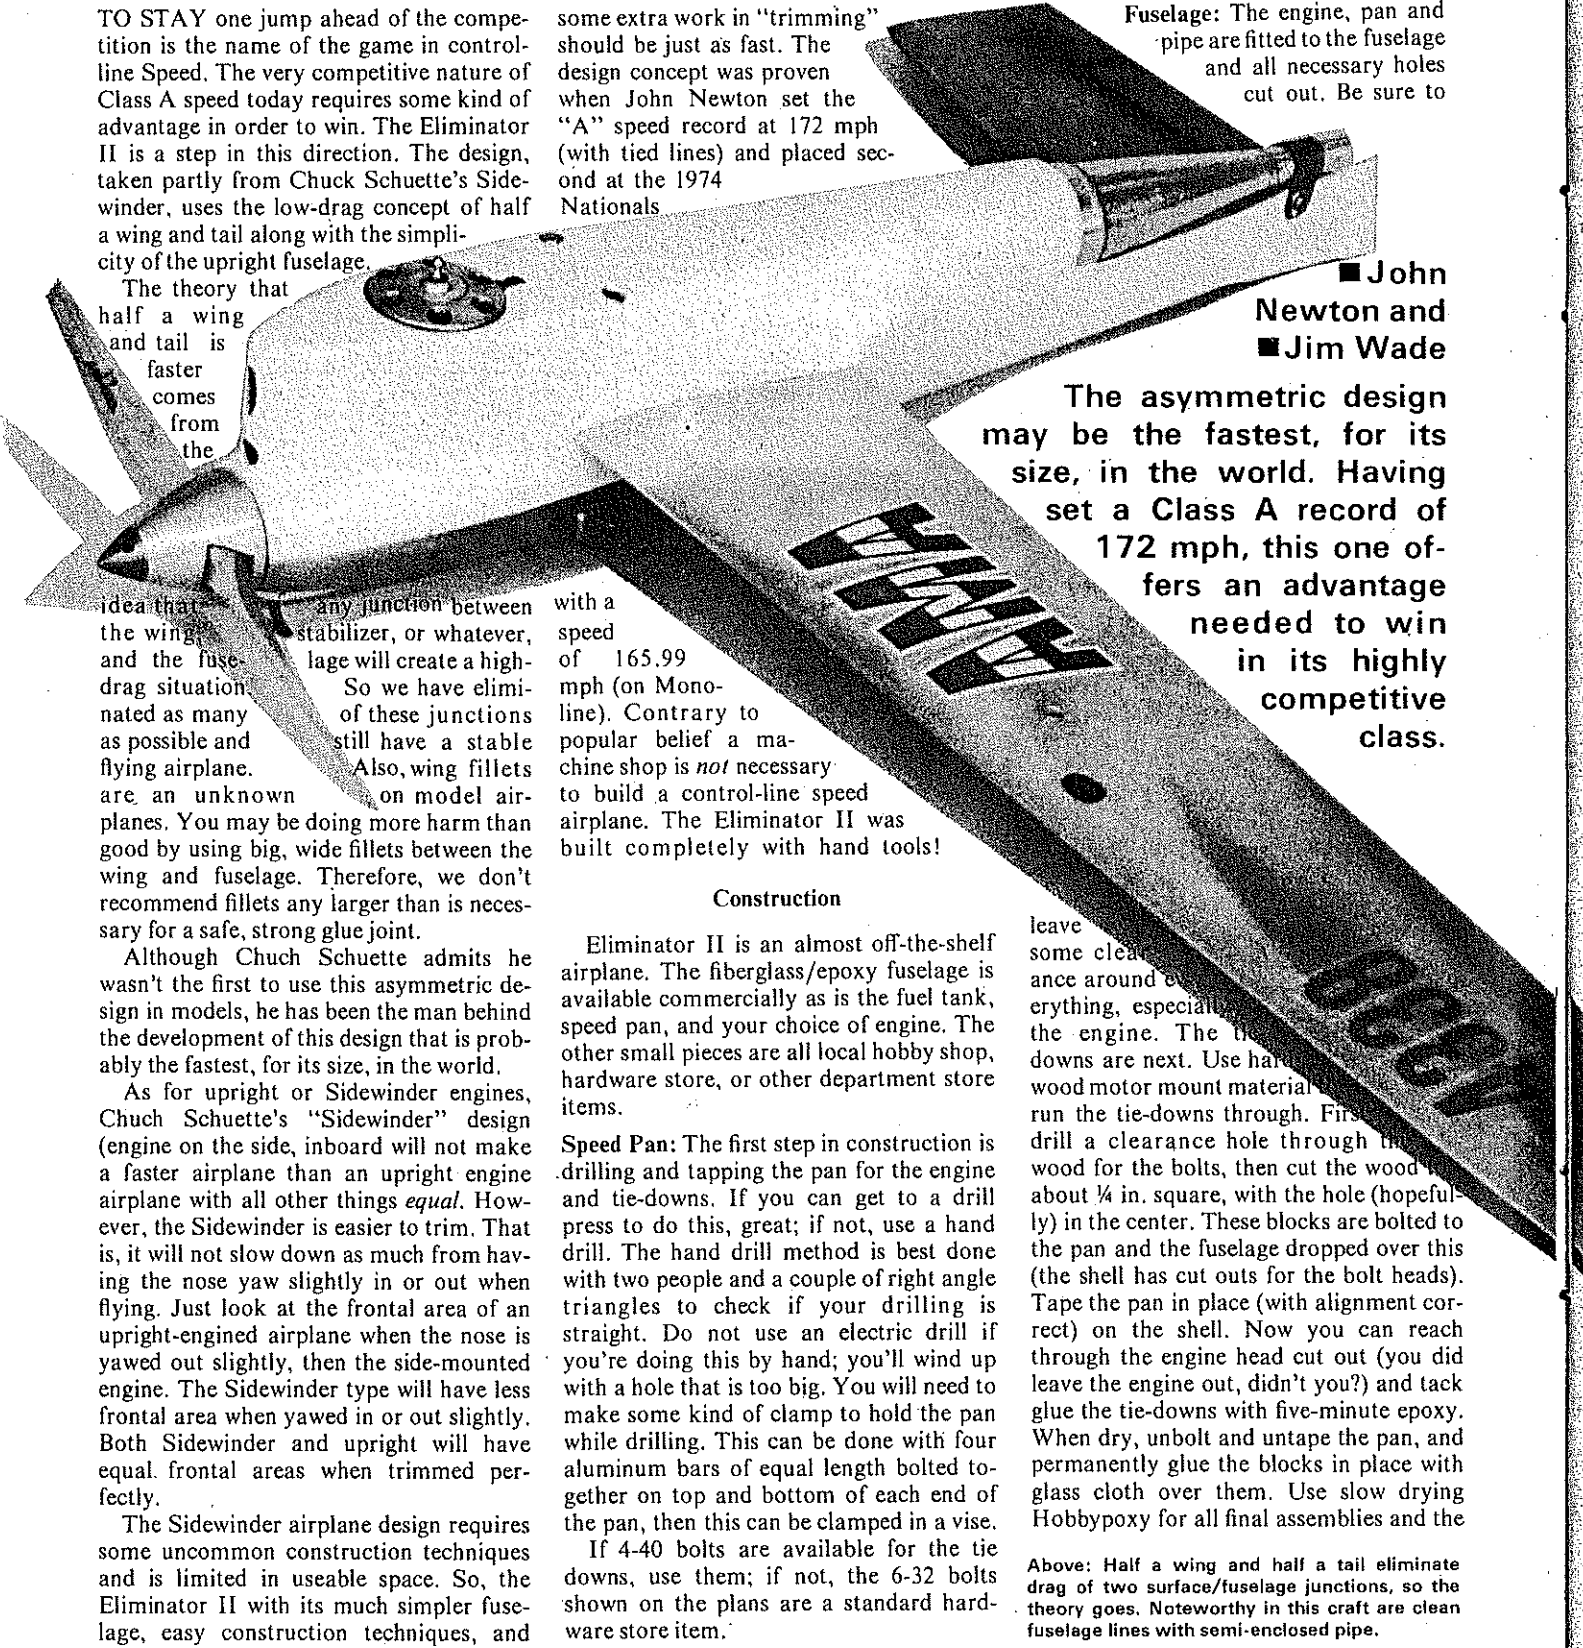 TO STAY one jump ahead of the compe-
tition is the name of the game in control-
line Speed. The very competitive nature of
Class A speed today requires some kind of
advantage in order to win. The Eliminator
II is a step in this direction. The design,
taken partly from Chuck Schuette's Side-
winder, uses the low-drag concept of half
a wing and tail along with the simpli-
city of the upright fuselage.
The theory that
half a wing
and tail is
faster
comes
from
the
idea that any junction between
the wing, stabilizer, or whatever,
and the fuse- lage will create a high-
drag situation. So we have elimi-
nated as many of these junctions
as possible and still have a stable
flying airplane. Also, wing fillets
are an unknown on model air-
planes. You may be doing more harm than
good by using big, wide fillets between the
wing and fuselage. Therefore, we don't
recommend fillets any larger than is neces-
sary for a safe, strong glue joint.
Although Chuch Schuette admits he
wasn't the first to use this asymmetric de-
sign in models, he has been the man behind
the development of this design that is prob-
ably the fastest, for its size, in the world.
As for upright or Sidewinder engines,
Chuch Schuette's "Sidewinder" design
(engine on the side, inboard will not make
a faster airplane than an upright engine
airplane with all other things equal. How-
ever, the Sidewinder is easier to trim. That
is, it will not slow down as much from hav-
ing the nose yaw slightly in or out when
flying. Just look at the frontal area of an
upright-engined airplane when the nose is
yawed out slightly, then the side-mounted
engine. The Sidewinder type will have less
frontal area when yawed in or out slightly.
Both Sidewinder and upright will have
equal frontal areas when trimmed per-
fectly.
The Sidewinder airplane design requires
some uncommon construction techniques
and is limited in useable space. So, the
Eliminator II with its much simpler fuse-
lage, easy construction techniques, and
some extra work in "trimming"
should be just as fast. The
design concept was proven
when John Newton set the
"A" speed record at 172 mph
(with tied lines) and placed sec-
ond at the 1974
Nationals
with a
speed
of 165.99
mph (on Mono-
line). Contrary to
popular belief a ma-
chine shop is not necessary
to build a control-line speed
airplane. The Eliminator II was
built completely with hand tools!
Construction
Eliminator II is an almost off-the-shelf
airplane. The fiberglass/epoxy fuselage is
available commercially as is the fuel tank,
speed pan, and your choice of engine. The
other small pieces are all local hobby shop,
hardware store, or other department store
items.
Speed Pan: The first step in construction is
drilling and tapping the pan for the engine
and tie-downs. If you can get to a drill
press to do this, great; if not, use a hand
drill. The hand drill method is best done
with two people and a couple of right angle
triangles to check if your drilling is
straight. Do not use an electric drill if
you're doing this by hand; you'll wind up
with a hole that is too big. You will need to
make some kind of clamp to hold the pan
while drilling. This can be done with four
aluminum bars of equal length bolted to-
gether on top and bottom of each end of
the pan, then this can be clamped in a vise.
If 4-40 bolts are available for the tie
downs, use them; if not, the 6-32 bolts
shown on the plans are a standard hard-
ware store item.
Fuselage: The engine, pan and
pipe are fitted to the fuselage
and all necessary holes
cut out. Be sure to
■John
Newton and
■Jim Wade
The asymmetric design
may be the fastest, for its
size, in the world. Having
set a Class A record of
172 mph, this one of-
fers an advantage
needed to win
in its highly
competitive
class.
AMA
leave
some clear-
ance around ev-
erything, especially
the engine. The
downs are next. Use hard-
wood motor mount material
run the tie-downs through. First
drill a clearance hole through
wood for the bolts, then cut the wood
about ¼ in. square, with the hole (hopeful-
ly) in the center. These blocks are bolted to
the pan and the fuselage dropped over this
(the shell has cut outs for the bolt heads).
Tape the pan in place (with alignment cor-
rect) on the shell. Now you can reach
through the engine head cut out (you did
leave the engine out, didn't you?) and tack
glue the tie-downs with five-minute epoxy.
When dry, unbolt and untape the pan, and
permanently glue the blocks in place with
glass cloth over them. Use slow drying
Hobbypoxy for all final assemblies and the
Above: Half a wing and half a tail eliminate
drag of two surface/fuselage junctions, so the
theory goes. Noteworthy in this craft are clean
fuselage lines with semi-enclosed pipe.